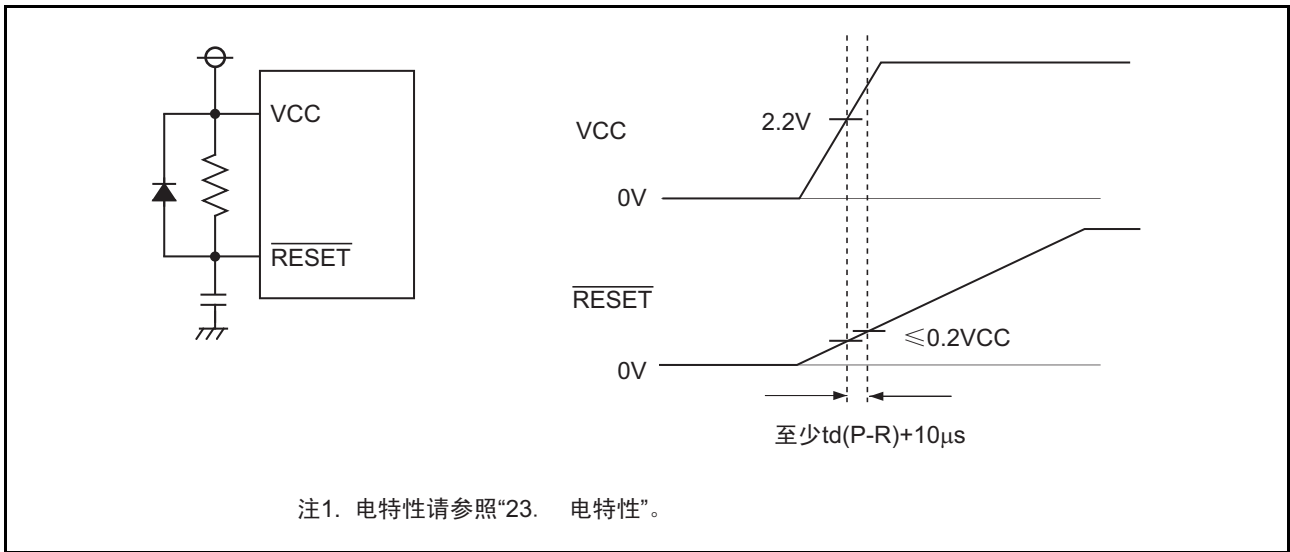 VCC
RESET
VCC
2.2V
0V
RESET
≦0.2VCC
0V
至少td(P-R)+10μs
注1. 电特性请参照“23. 电特性”。